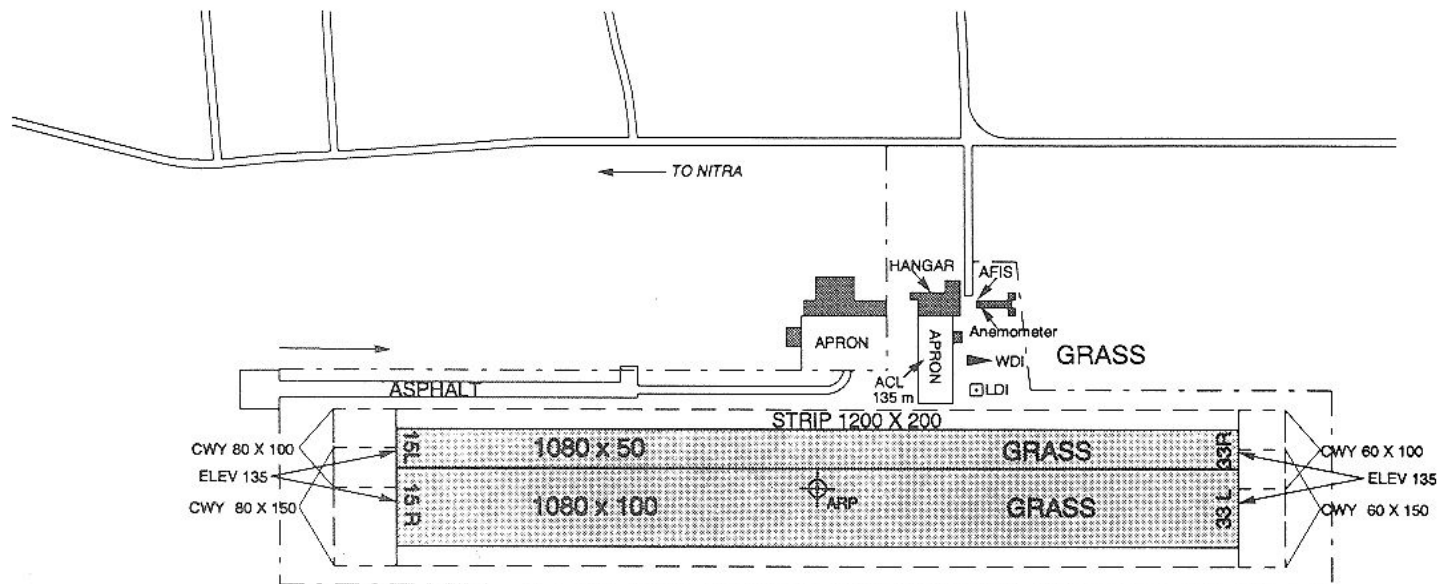 TO NITRA
HANGAR
AFIS
Anemometer
APRON
APRON
WDI
GRASS
ACL
135 m
LDI
ASPHALT
STRIP 1200 X 200
CWY 80 X 100
15L
1080 x 50
GRASS
33R
CWY 60 X 100
ELEV 135
ELEV 135
15 R
1080 x 100
ARP
GRASS
33 L
CWY 80 X 150
CWY 60 X 150